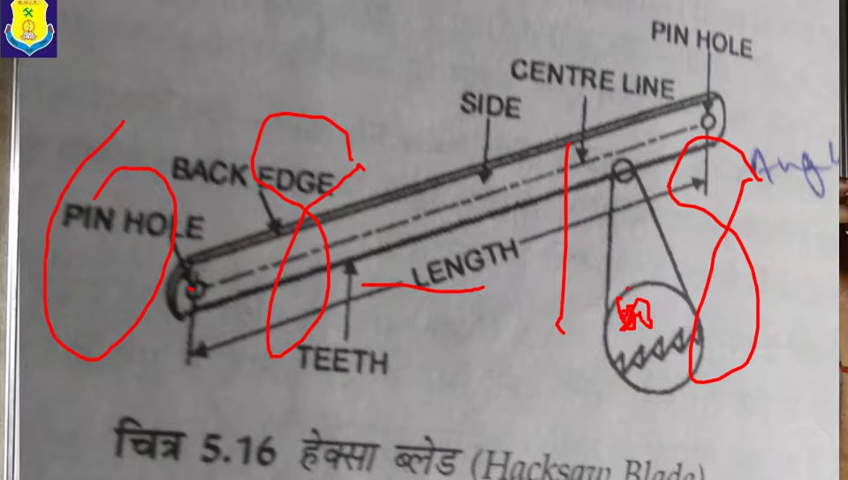 PIN HOLE
CENTRE LINE
SIDE
BACK EDGE
PIN HOLE
LENGTH
TEETH
चित्र 5.16 हेक्सा ब्लेड (Hacksaw Blade)